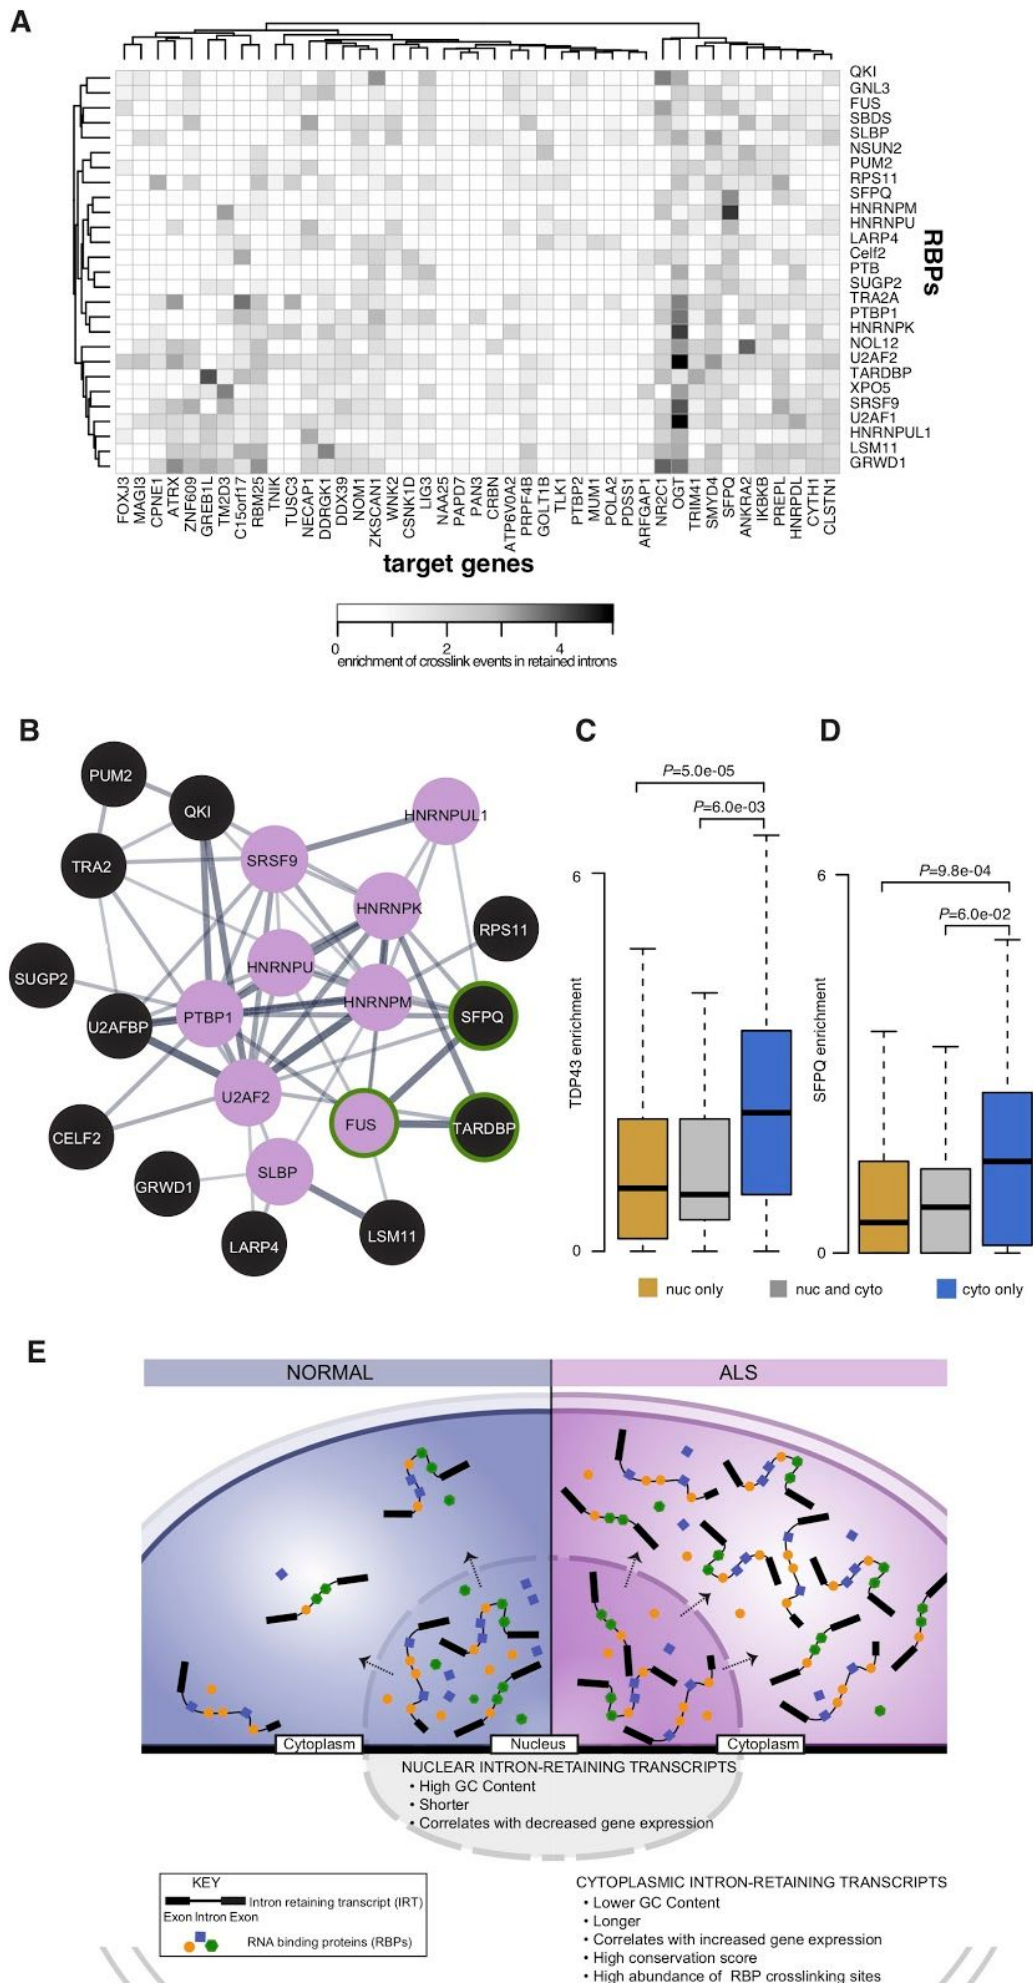 A
QKI
GNL3
FUS
SBDS
SLBP
NSUN2
PUM2
RPS11
SFPQ
HNRNPM
HNRNPU
LARP4
Celf2
PTB
SUGP2
TRA2A
PTBP1
HNRNPK
NOL12
U2AF2
TARDBP
XPO5
SRSF9
U2AF1
HNRNPUL1
LSM11
GRWD1
RBPs
FOXJ3
MAGI3
CPNE1
ATRX
ZNF609
GREB1L
TM2D3
C15orf17
RBM25
TNIK
TUSC3
NECAP1
DDRGK1
DDX39
NOM1
ZKSCAN1
WNK2
CSNK1D
LIG3
NAA25
PAPD7
PAN3
CRBN
ATP6V0A2
PRPF4B
GOLT1B
TLK1
PTBP2
MUM1
POLA2
PDSS1
ARFGAP1
NR2C1
OGT
TRIM41
SMYD4
SFPQ
ANKRA2
IKBKB
PREPL
HNRPDL
CYTH1
CLSTN1
target genes
0 2 4
enrichment of crosslink events in retained introns
B
PUM2
QKI
HNRNPUL1
TRA2
SRSF9
HNRNPK
RPS11
HNRNPU
SUGP2
HNRNPM
U2AFBP
PTBP1
SFPQ
U2AF2
FUS
TARDBP
CELF2
SLBP
GRWD1
LARP4
LSM11
C
P=5.0e-05
P=6.0e-03
6
TDP43 enrichment
0
D
P=9.8e-04
P=6.0e-02
6
SFPQ enrichment
0
nuc only
nuc and cyto
cyto only
E
NORMAL
ALS
Cytoplasm
Nucleus
Cytoplasm
NUCLEAR INTRON-RETAINING TRANSCRIPTS
• High GC Content
• Shorter
• Correlates with decreased gene expression
KEY
Intron retaining transcript (IRT)
Exon Intron Exon
RNA binding proteins (RBPs)
CYTOPLASMIC INTRON-RETAINING TRANSCRIPTS
• Lower GC Content
• Longer
• Correlates with increased gene expression
• High conservation score
• High abundance of RBP crosslinking sites